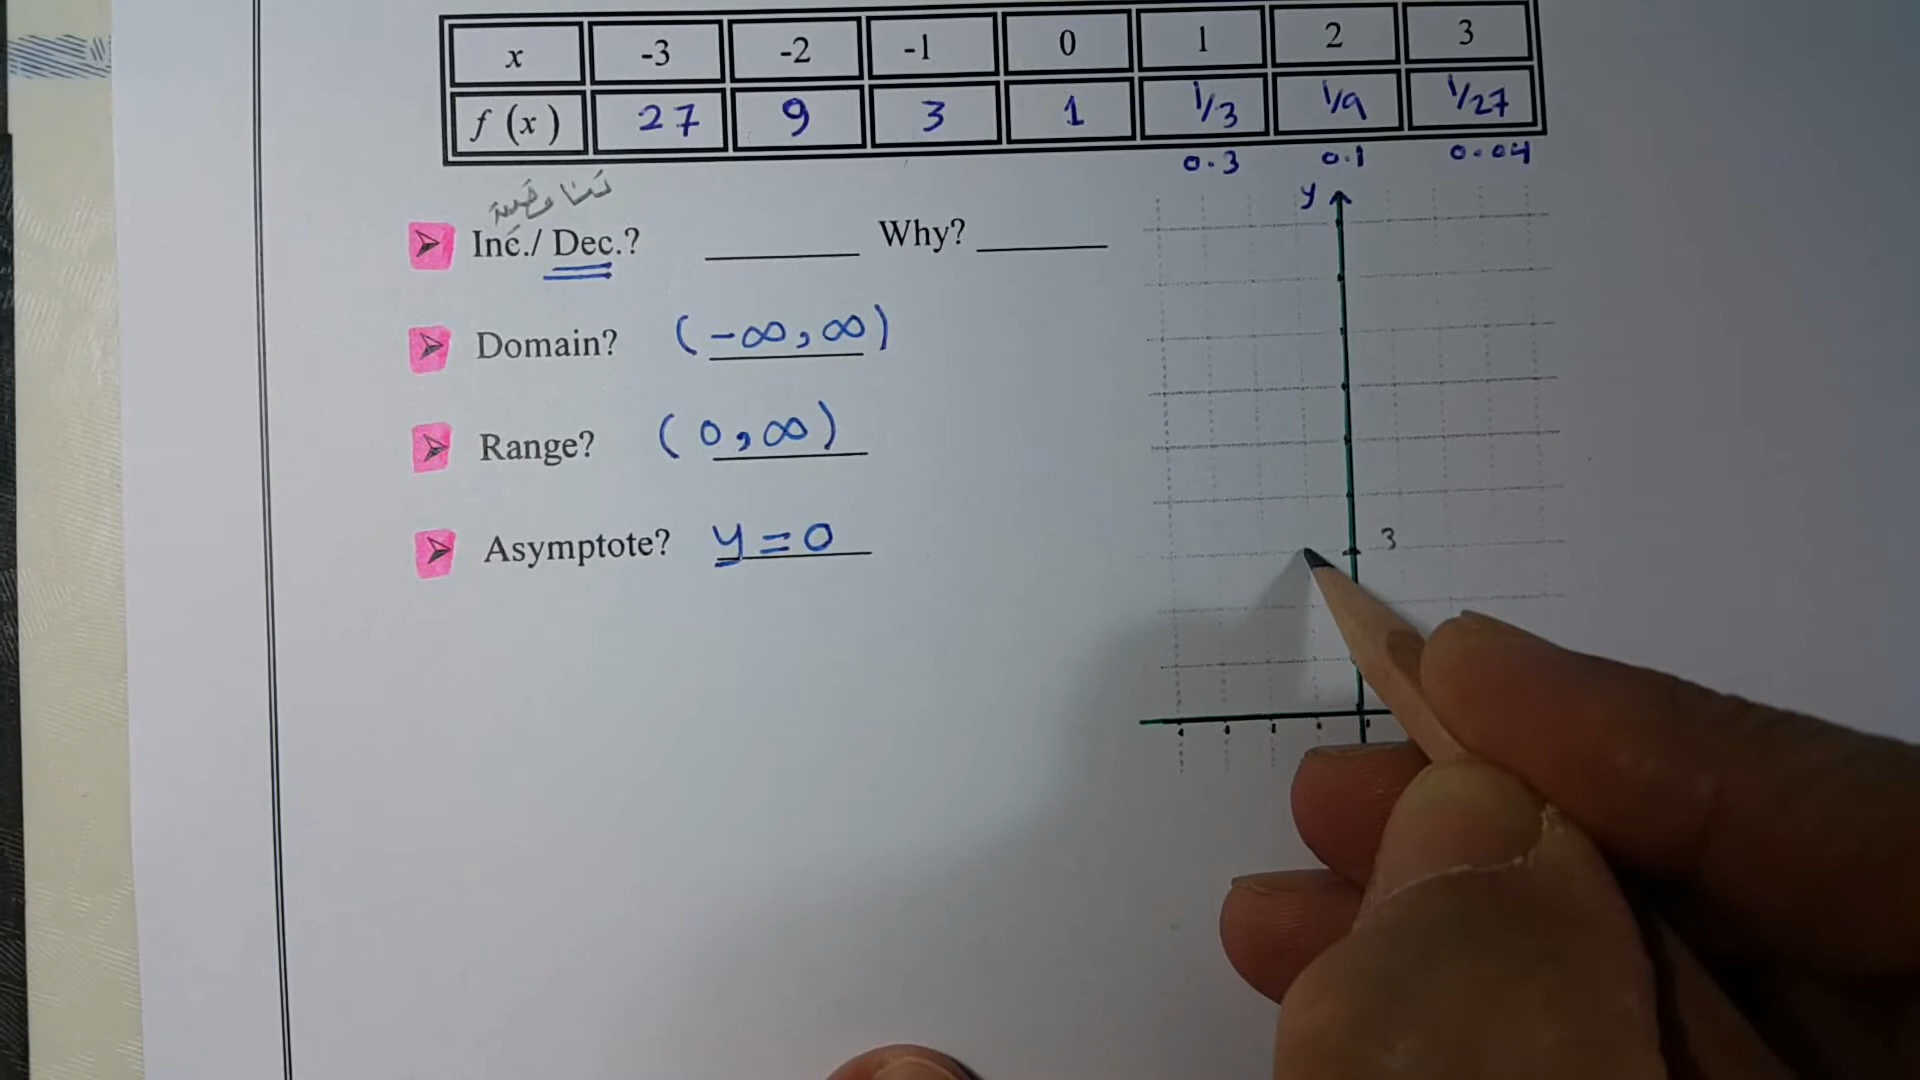 x -3 -2 -1 0 1 2 3
f (x) 27 9 3 1 1/3 1/9 1/27
0.3 0.1 0.04
y
Inc./ Dec.? Why?
Domain? (-∞, ∞)
Range? (0, ∞)
3
Asymptote? y = 0